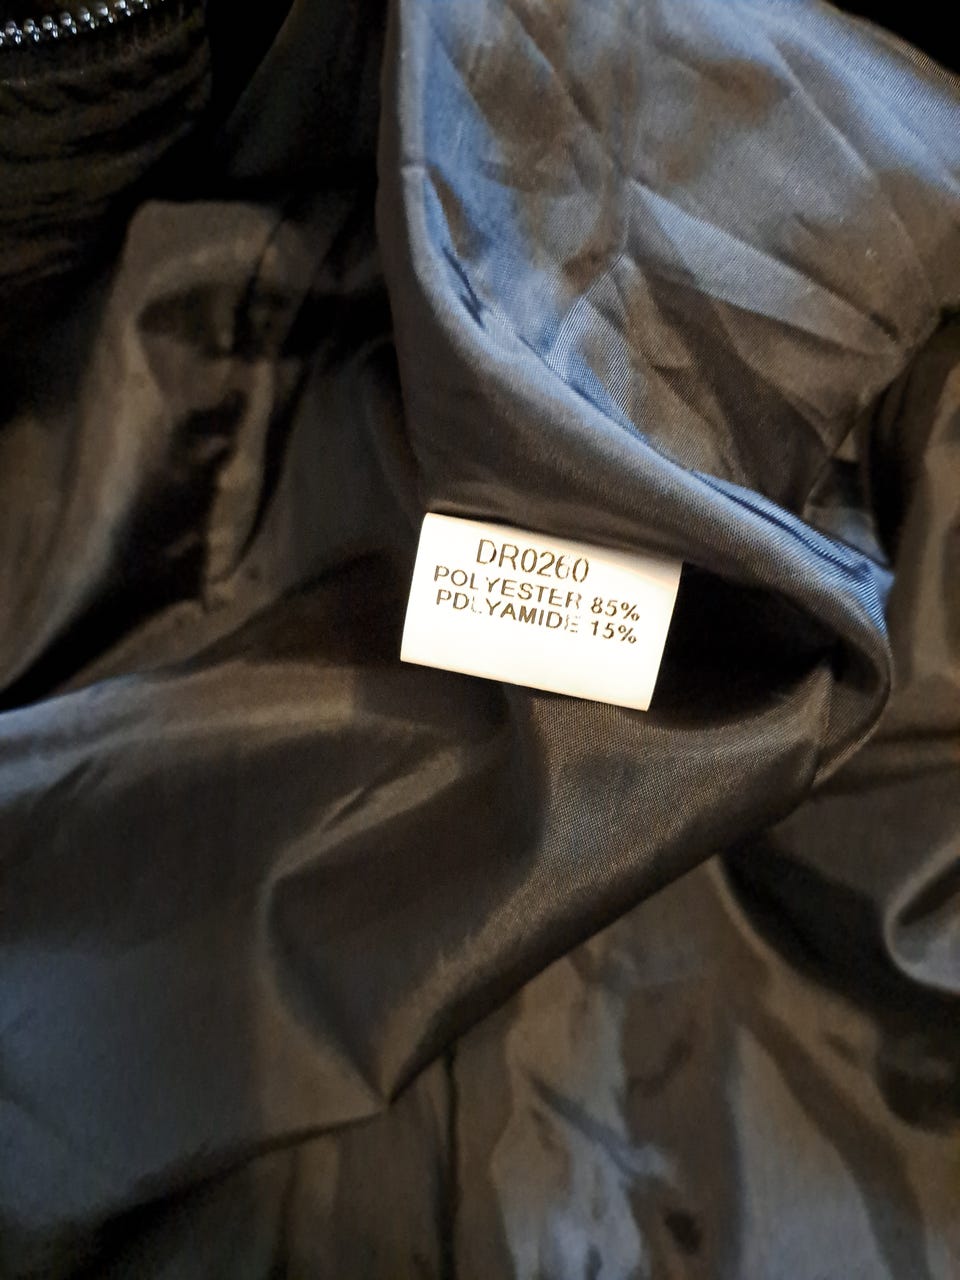 DR0260
POLYESTER 85%
POLYAMIDE 15%